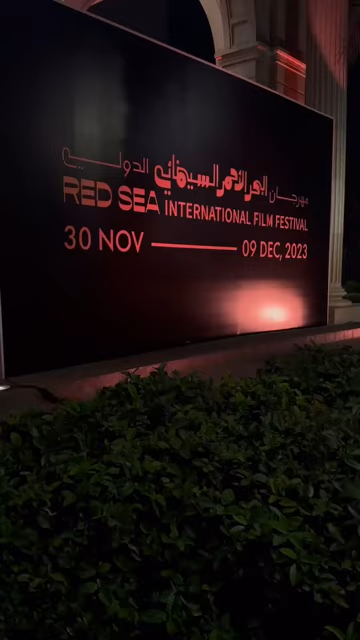 مهرجان البحر الأحمر السينمائي الدولي
RED SEA INTERNATIONAL FILM FESTIVAL
30 NOV — 09 DEC, 2023